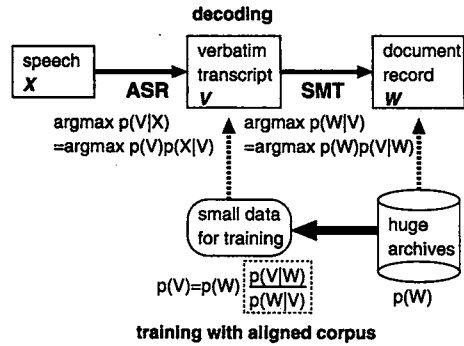 decoding
speech
X
ASR
verbatim
transcript
V
SMT
document
record
W
argmax p(V|X)
=argmax p(V)p(X|V)
argmax p(W|V)
=argmax p(W)p(V|W)
small data
for training
huge
archives
p(W)
p(V)=p(W) p(V|W)
p(W|V)
training with aligned corpus